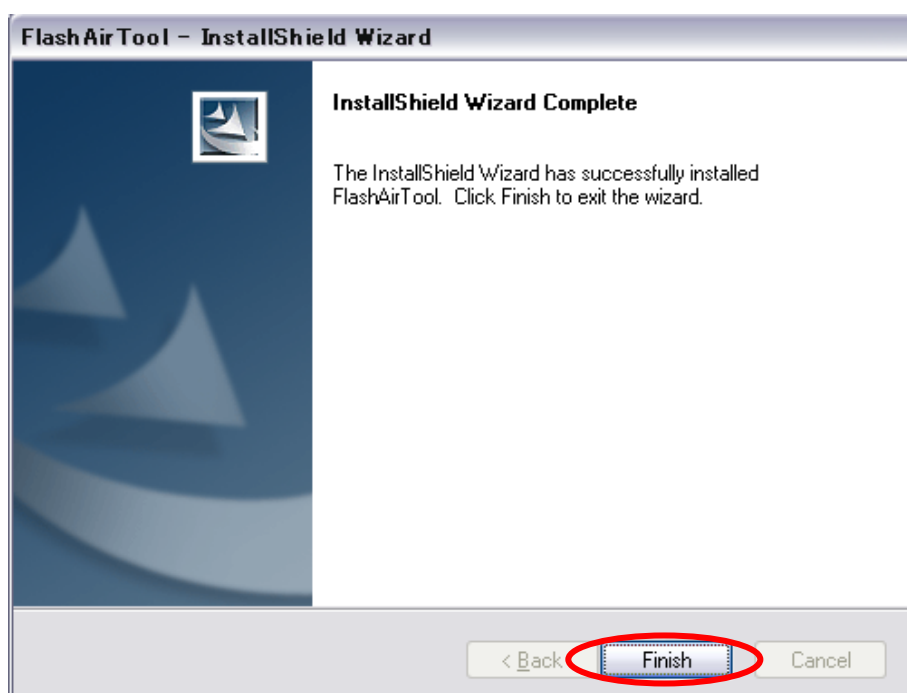 FlashAirTool - InstallShield Wizard
InstallShield Wizard Complete
The InstallShield Wizard has successfully installed
FlashAirTool. Click Finish to exit the wizard.
< Back
Finish
Cancel